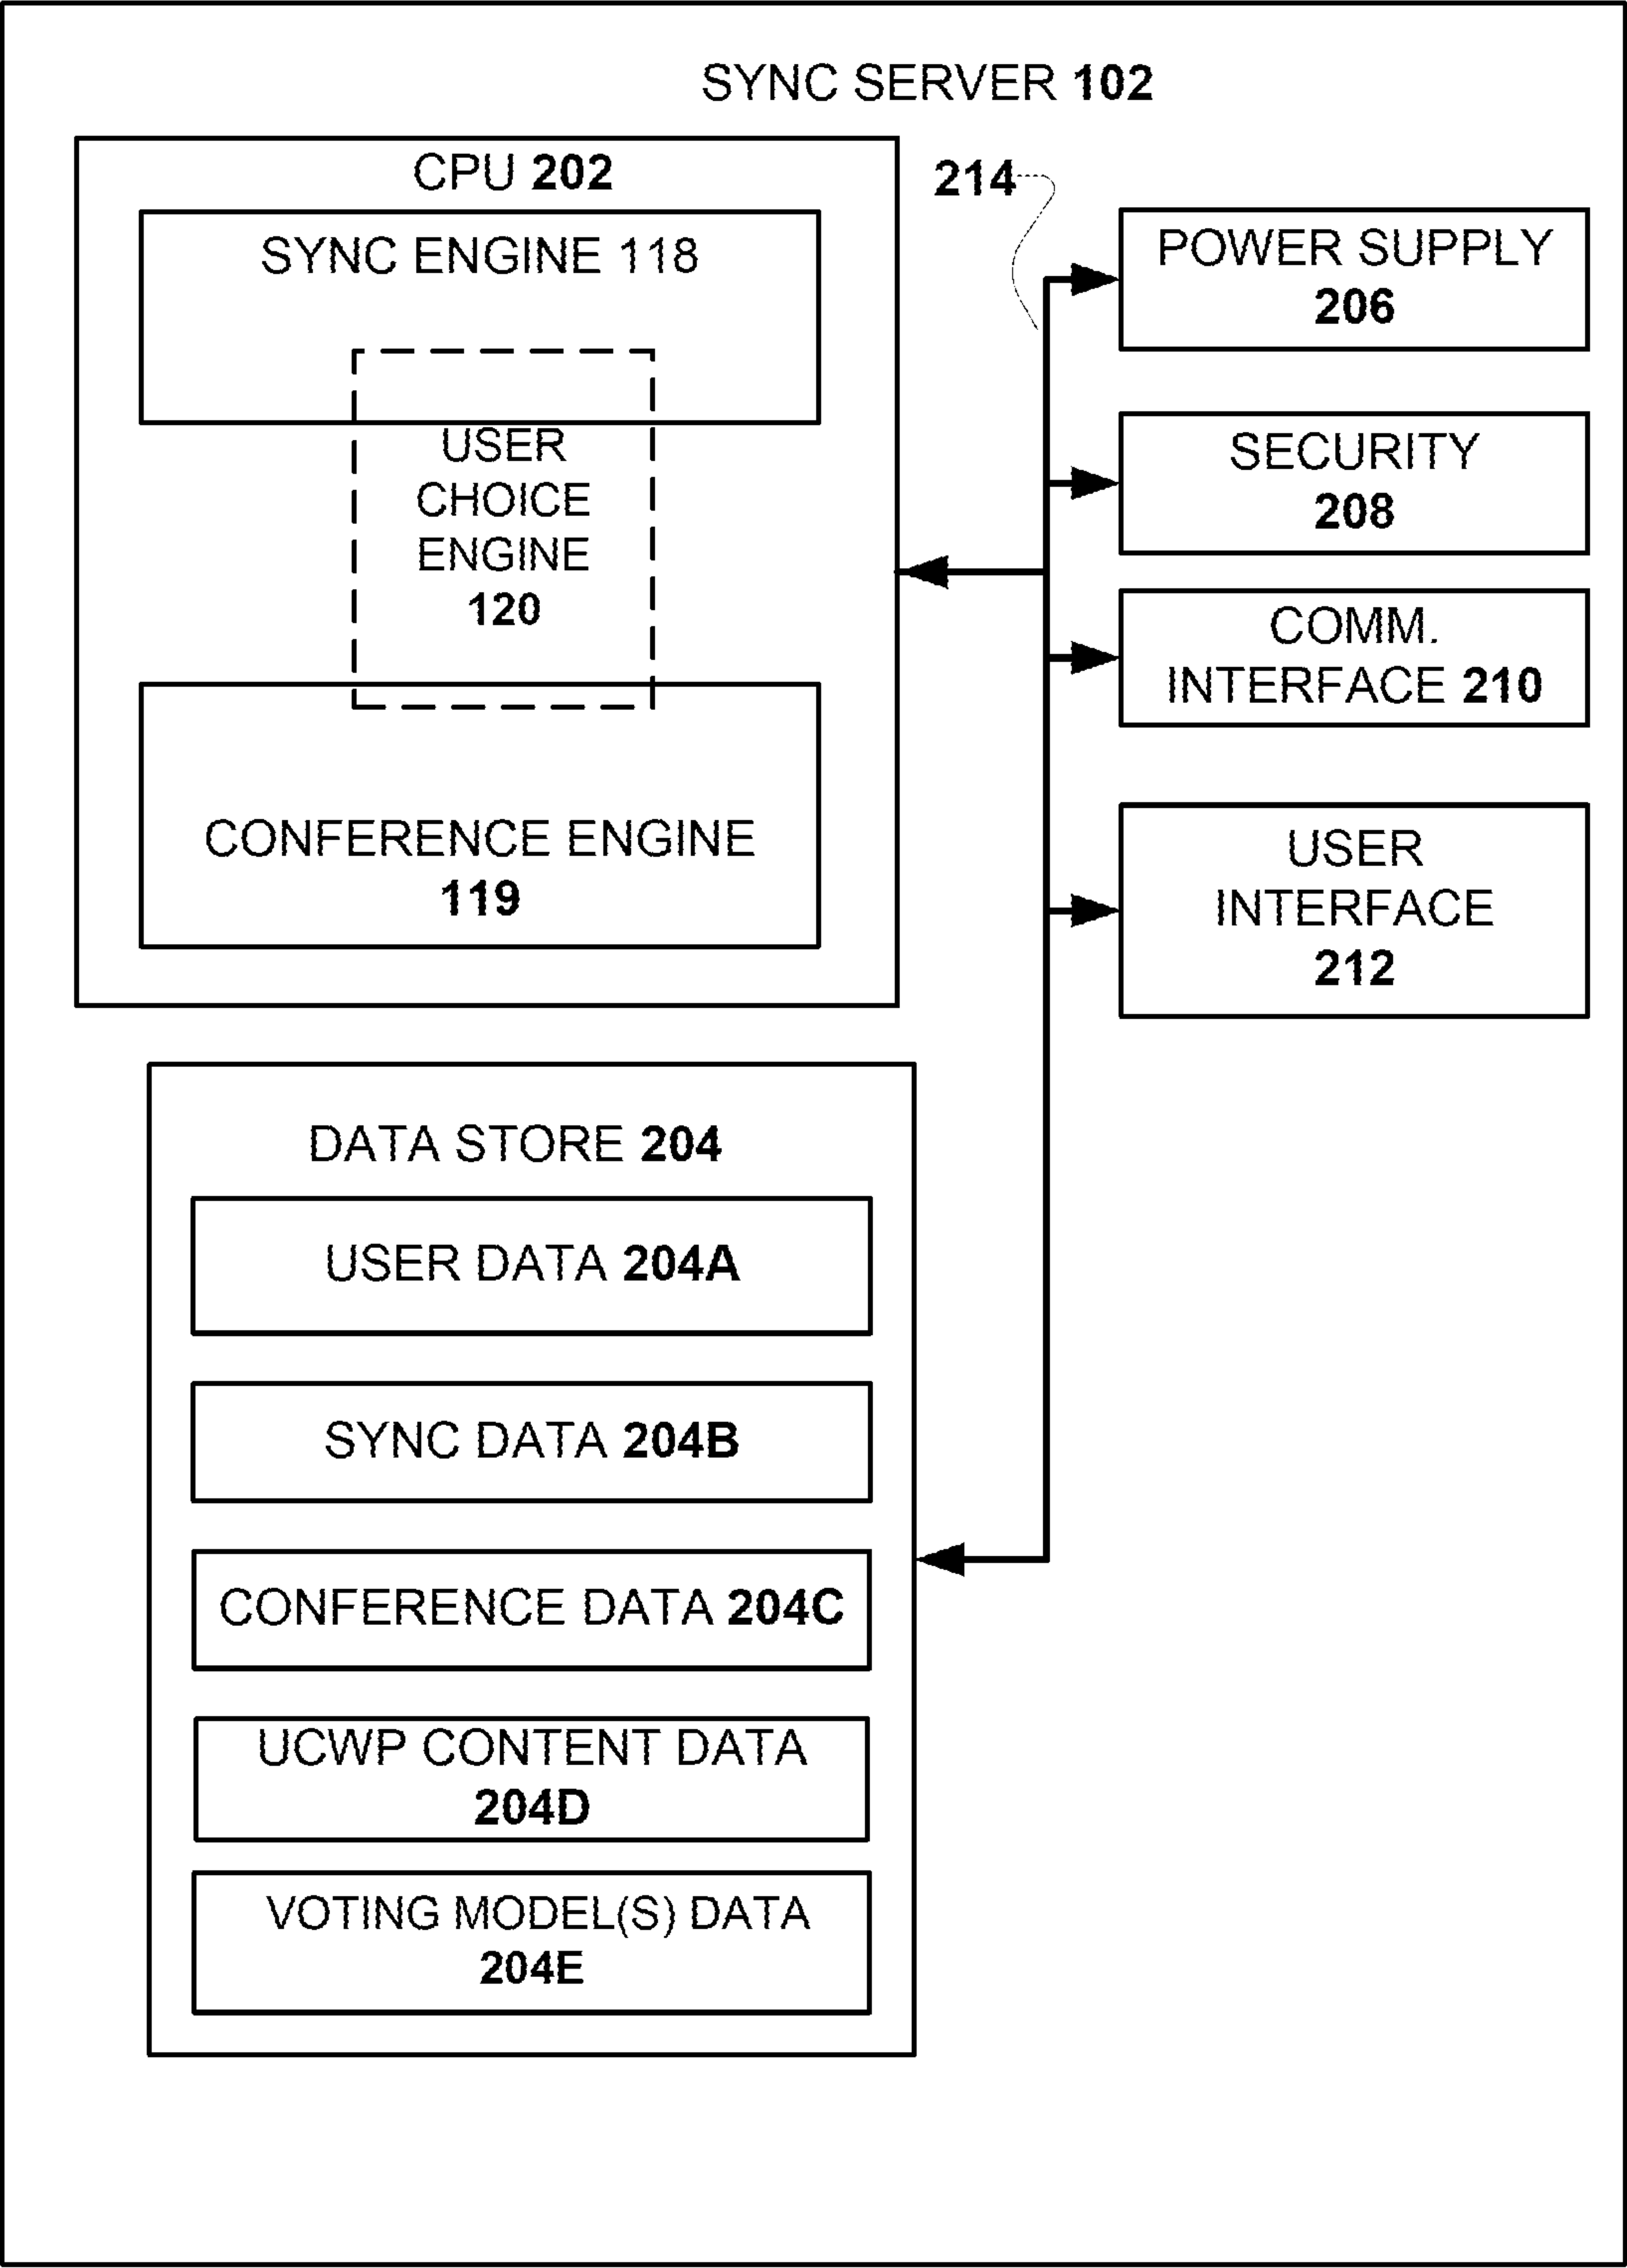 SYNC SERVER 102
CPU 202
SYNC ENGINE 118
USER
CHOICE
ENGINE
120
CONFERENCE ENGINE
119
214
POWER SUPPLY
206
SECURITY
208
COMM.
INTERFACE 210
USER
INTERFACE
212
DATA STORE 204
USER DATA 204A
SYNC DATA 204B
CONFERENCE DATA 204C
UCWP CONTENT DATA
204D
VOTING MODEL(S) DATA
204E